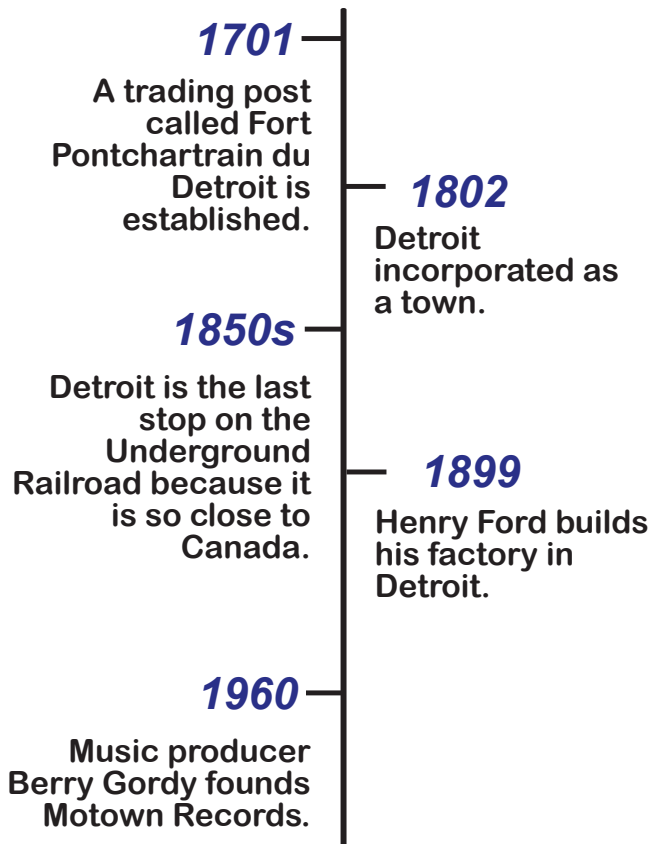 1701
A trading post
called Fort
Pontchartrain du
Detroit is
established.
1802
Detroit
incorporated as
a town.
1850s
Detroit is the last
stop on the
Underground
Railroad because it
is so close to
Canada.
1899
Henry Ford builds
his factory in
Detroit.
1960
Music producer
Berry Gordy founds
Motown Records.